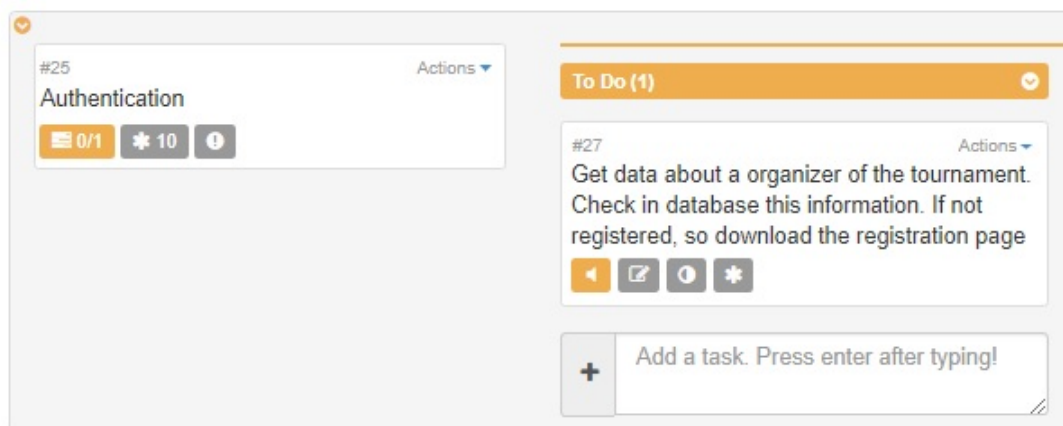 #25
Actions
Authentication
0/1
10
To Do (1)
#27
Actions
Get data about a organizer of the tournament.
Check in database this information. If not
registered, so download the registration page
Add a task. Press enter after typing!